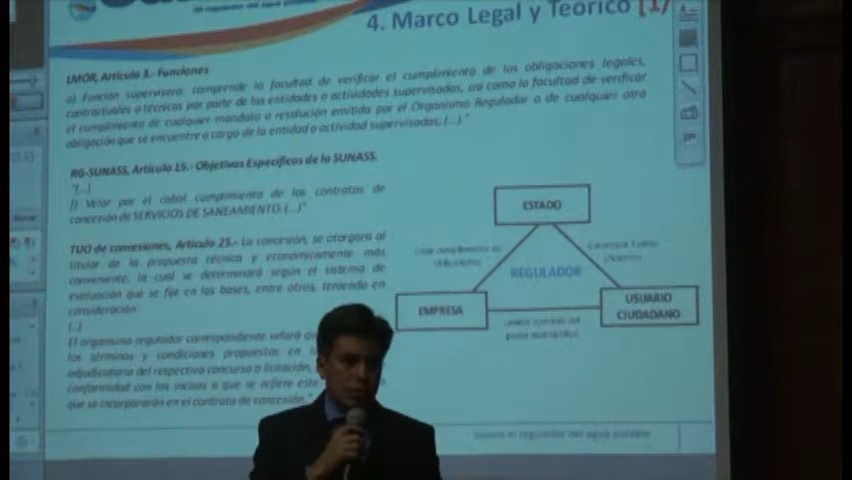 4. Marco Legal y Teórico [1/
LMOR, Artículo 3.- Funciones
a) Función supervisora: comprende la facultad de verificar el cumplimiento de las obligaciones legales,
contractuales o técnicas por parte de las entidades o actividades supervisadas, así como la facultad de verificar
el cumplimiento de cualquier mandato o resolución emitida por el Organismo Regulador o de cualquier otra
obligación que se encuentre a cargo de la entidad o actividad supervisadas, (...)."
RG-SUNASS, Artículo 15.- Objetivos Específicos de la SUNASS.
"(...)
f) Velar por el cabal cumplimiento de los contratos de
concesión de SERVICIOS DE SANEAMIENTO. (...)"
TUO de concesiones, Artículo 25.- La concesión, se otorgará al
titular de la propuesta técnica y económicamente más
conveniente, la cual se determinará según el sistema de
evaluación que se fije en las bases, entre otros, teniendo en
consideración:
(..)
El organismo regulador correspondiente velará
los términos y condiciones propuestas en
adjudicataria del respectivo concurso o licitación,
conformidad con los incisos a que se refiere este
que se incorporarán en el contrato de concesión."
ESTADO
REGULADOR
EMPRESA
USUARIO
CIUDADANO
Somos el regulador del agua potable